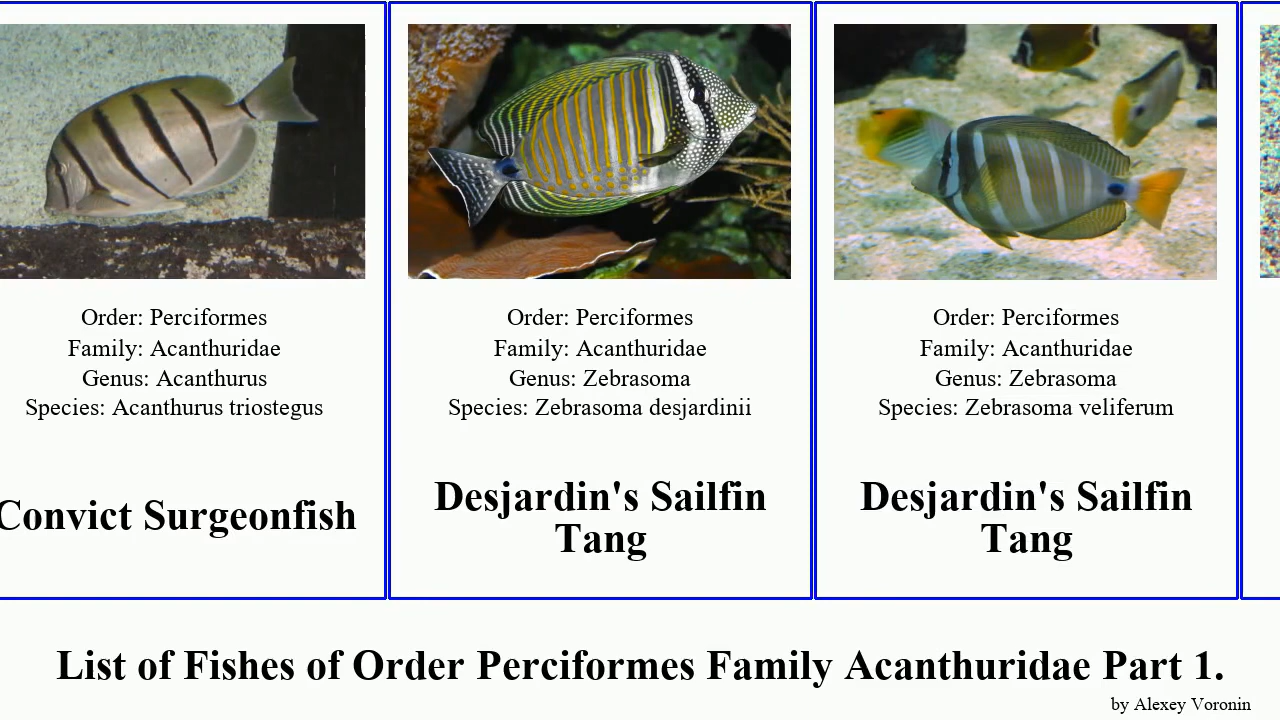 Order: Perciformes
Family: Acanthuridae
Genus: Acanthurus
Species: Acanthurus triostegus
Convict Surgeonfish
Order: Perciformes
Family: Acanthuridae
Genus: Zebrasoma
Species: Zebrasoma desjardinii
Desjardin's Sailfin
Tang
Order: Perciformes
Family: Acanthuridae
Genus: Zebrasoma
Species: Zebrasoma veliferum
Desjardin's Sailfin
Tang
List of Fishes of Order Perciformes Family Acanthuridae Part 1.
by Alexey Voronin